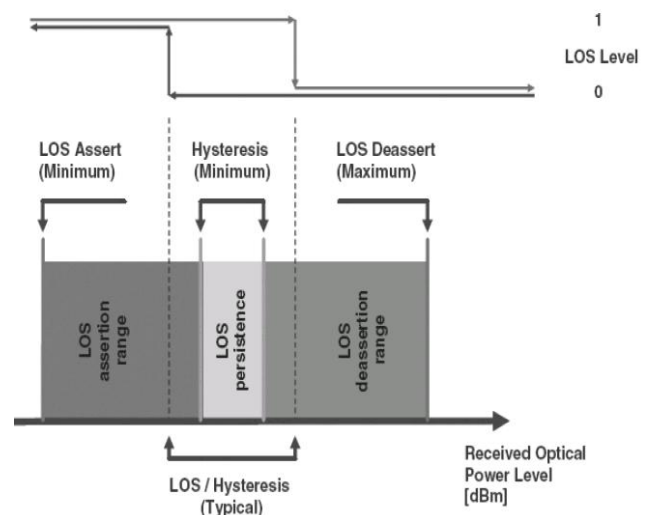 1
LOS Level
0
LOS Assert
(Minimum)
Hysteresis
(Minimum)
LOS Deassert
(Maximum)
LOS
assertion
range
LOS
persistence
LOS
deassertion
range
Received Optical
Power Level
[dBm]
LOS / Hysteresis
(Typical)